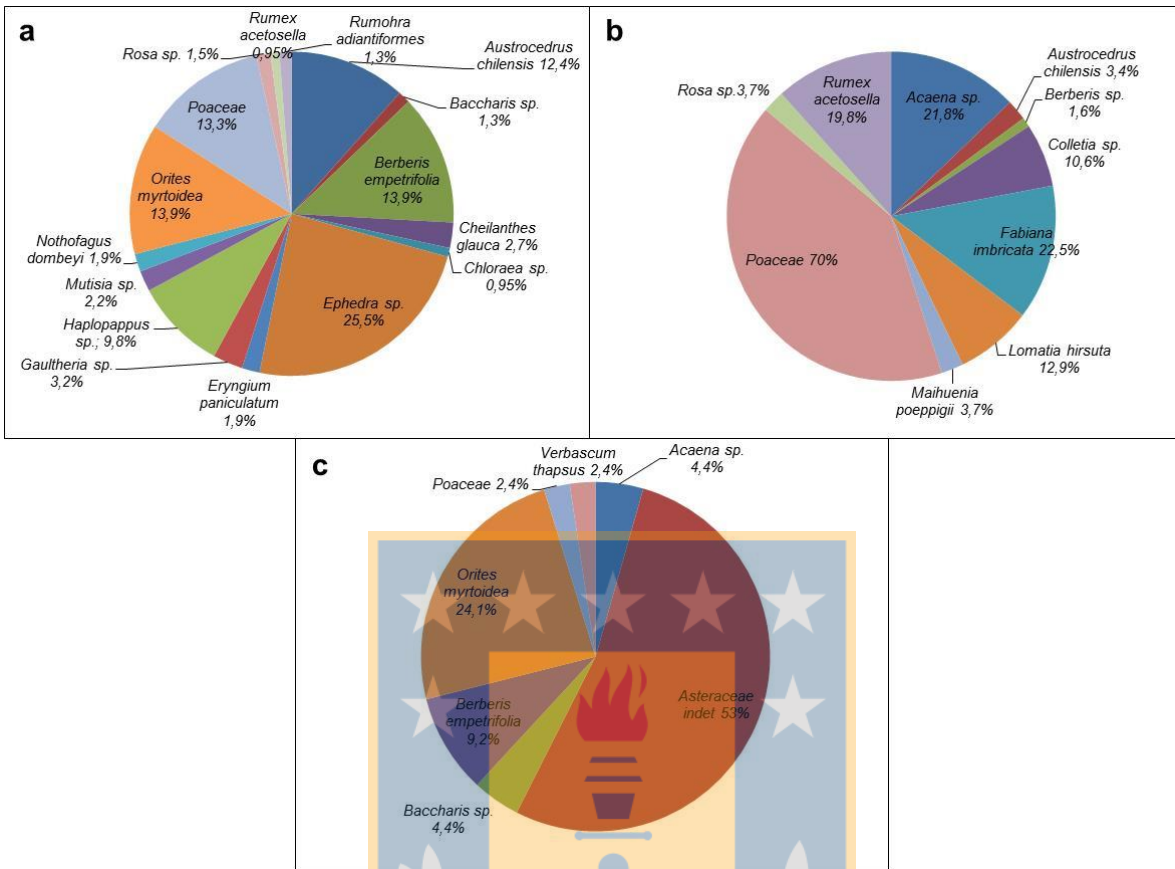 a
Rumex
acetosella
0,95%
Rumohra
adiantiformes
1,3%
Rosa sp. 1,5%
Austrocedrus
chilensis 12,4%
Baccharis sp.
1,3%
Poaceae
13,3%
Berberis
empetrifolia
13,9%
Orites
myrtoidea
13,9%
Cheilanthes
glauca 2,7%
Nothofagus
dombeyi 1,9%
Chloraea sp.
0,95%
Mutisia sp.
2,2%
Ephedra sp.
25,5%
Haplopappus
sp.; 9,8%
Gaultheria sp.
3,2%
Eryngium
paniculatum
1,9%
b
Austrocedrus
chilensis 3,4%
Rosa sp.3,7%
Rumex
acetosella
19,8%
Acaena sp.
21,8%
Berberis sp.
1,6%
Colletia sp.
10,6%
Fabiana
imbricata 22,5%
Poaceae 70%
Lomatia hirsuta
12,9%
Maihuenia
poeppigii 3,7%
c
Verbascum
thapsus 2,4%
Acaena sp.
4,4%
Poaceae 2,4%
Orites
myrtoidea
24,1%
Asteraceae
indet 53%
Berberis
empetrifolia
9,2%
Baccharis sp.
4,4%